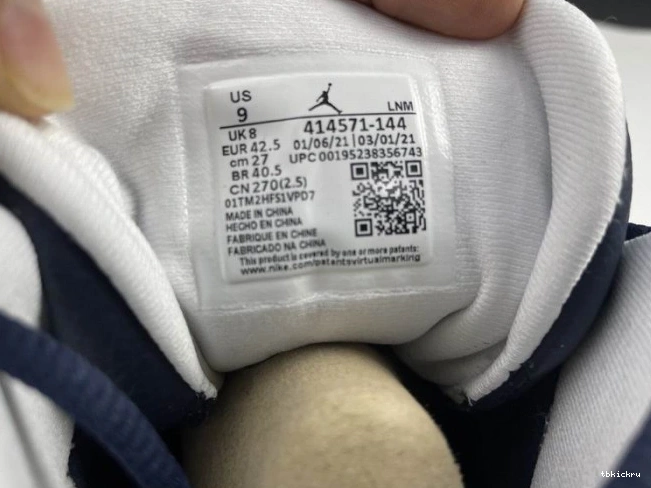 US
9
LNM
UK 8
414571-144
EUR 42.5
01/06/21 | 03/01/21
cm 27
UPC 00195238356743
BR 40.5
CN 270(2.5)
01TM2HFS1VPD7
MADE IN CHINA
HECHO EN CHINA
FABRIQUE EN CHINE
FABRICADO NA CHINA
This product is covered by one or more patents:
www.nike.com/patentsvirtualmarking
tbkickru